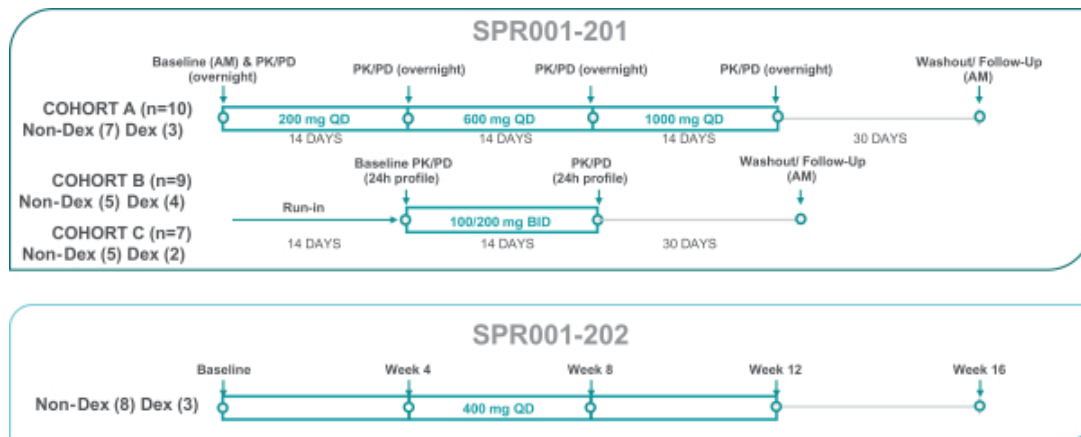 SPR001-201
Baseline (AM) & PK/PD
(overnight)
PK/PD (overnight)
PK/PD (overnight)
PK/PD (overnight)
Washout/ Follow-Up
(AM)
COHORT A (n=10)
Non-Dex (7) Dex (3)
200 mg QD
600 mg QD
1000 mg QD
14 DAYS
14 DAYS
14 DAYS
30 DAYS
Baseline PK/PD
(24h profile)
PK/PD
(24h profile)
Washout/ Follow-Up
(AM)
COHORT B (n=9)
Non-Dex (5) Dex (4)
Run-in
100/200 mg BID
COHORT C (n=7)
Non-Dex (5) Dex (2)
14 DAYS
14 DAYS
30 DAYS
SPR001-202
Baseline
Week 4
Week 8
Week 12
Week 16
Non-Dex (8) Dex (3)
400 mg QD